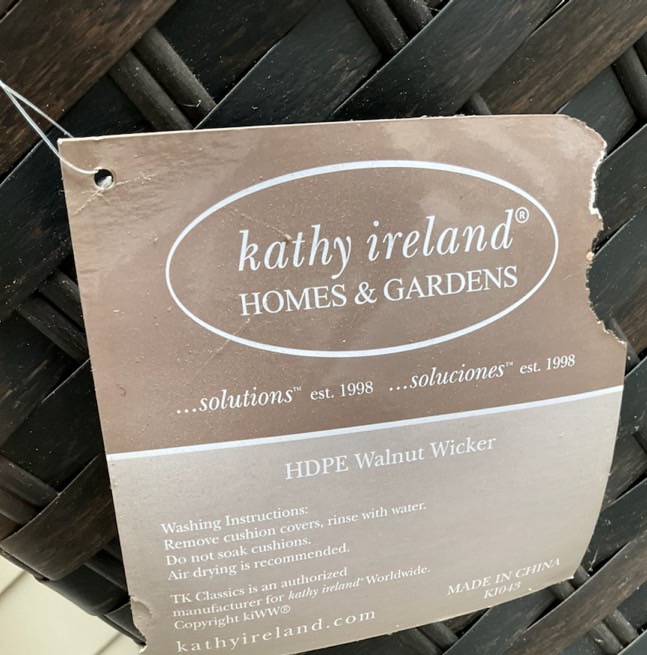 kathy ireland®
HOMES & GARDENS
...solutions™ est. 1998 ...soluciones™ est. 1998
HDPE Walnut Wicker
Washing Instructions:
Remove cushion covers, rinse with water.
Do not soak cushions.
Air drying is recommended.
TK Classics is an authorized
manufacturer for kathy ireland® Worldwide.
Copyright kiWW®
kathyireland.com
MADE IN CHINA
KI043